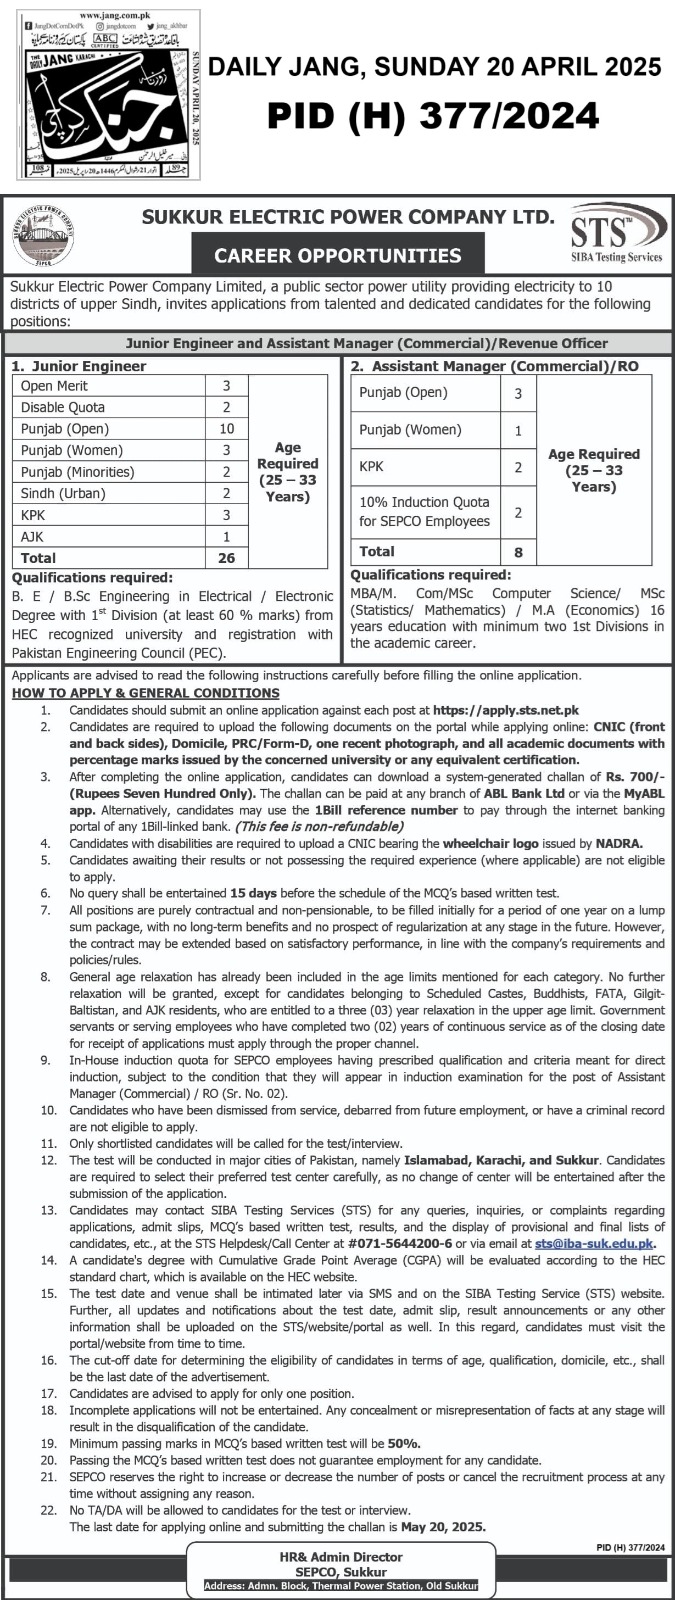 www.jang.com.pk
JangDotComDotPk jangdotcom jang_akhbar
ABC
CERTIFIED
THE
DAILY JANG KARACHI
جنگ
روزنامہ
کراچی
میر خلیل الرحمن
SUNDAY APRIL 20, 2025
DAILY JANG, SUNDAY 20 APRIL 2025
PID (H) 377/2024
SUKKUR ELECTRIC POWER COMPANY
SEPCO
SUKKUR ELECTRIC POWER COMPANY LTD.
CAREER OPPORTUNITIES
STS™
SIBA Testing Services
Sukkur Electric Power Company Limited, a public sector power utility providing electricity to 10
districts of upper Sindh, invites applications from talented and dedicated candidates for the following
positions:
Junior Engineer and Assistant Manager (Commercial)/Revenue Officer
1. Junior Engineer
Open Merit 3
Disable Quota 2
Punjab (Open) 10
Punjab (Women) 3
Punjab (Minorities) 2
Sindh (Urban) 2
KPK 3
AJK 1
Total 26
Age
Required
(25 – 33
Years)
Qualifications required:
B. E / B.Sc Engineering in Electrical / Electronic
Degree with 1st Division (at least 60 % marks) from
HEC recognized university and registration with
Pakistan Engineering Council (PEC).
2. Assistant Manager (Commercial)/RO
Punjab (Open) 3
Punjab (Women) 1
KPK 2
10% Induction Quota
for SEPCO Employees 2
Total 8
Age Required
(25 – 33
Years)
Qualifications required:
MBA/M. Com/MSc Computer Science/ MSc
(Statistics/ Mathematics) / M.A (Economics) 16
years education with minimum two 1st Divisions in
the academic career.
Applicants are advised to read the following instructions carefully before filling the online application.
HOW TO APPLY & GENERAL CONDITIONS
1. Candidates should submit an online application against each post at https://apply.sts.net.pk
2. Candidates are required to upload the following documents on the portal while applying online: CNIC (front
and back sides), Domicile, PRC/Form-D, one recent photograph, and all academic documents with
percentage marks issued by the concerned university or any equivalent certification.
3. After completing the online application, candidates can download a system-generated challan of Rs. 700/-
(Rupees Seven Hundred Only). The challan can be paid at any branch of ABL Bank Ltd or via the MyABL
app. Alternatively, candidates may use the 1Bill reference number to pay through the internet banking
portal of any 1Bill-linked bank. (This fee is non-refundable)
4. Candidates with disabilities are required to upload a CNIC bearing the wheelchair logo issued by NADRA.
5. Candidates awaiting their results or not possessing the required experience (where applicable) are not eligible
to apply.
6. No query shall be entertained 15 days before the schedule of the MCQ's based written test.
7. All positions are purely contractual and non-pensionable, to be filled initially for a period of one year on a lump
sum package, with no long-term benefits and no prospect of regularization at any stage in the future. However,
the contract may be extended based on satisfactory performance, in line with the company's requirements and
policies/rules.
8. General age relaxation has already been included in the age limits mentioned for each category. No further
relaxation will be granted, except for candidates belonging to Scheduled Castes, Buddhists, FATA, Gilgit-
Baltistan, and AJK residents, who are entitled to a three (03) year relaxation in the upper age limit. Government
servants or serving employees who have completed two (02) years of continuous service as of the closing date
for receipt of applications must apply through the proper channel.
9. In-House induction quota for SEPCO employees having prescribed qualification and criteria meant for direct
induction, subject to the condition that they will appear in induction examination for the post of Assistant
Manager (Commercial) / RO (Sr. No. 02).
10. Candidates who have been dismissed from service, debarred from future employment, or have a criminal record
are not eligible to apply.
11. Only shortlisted candidates will be called for the test/interview.
12. The test will be conducted in major cities of Pakistan, namely Islamabad, Karachi, and Sukkur. Candidates
are required to select their preferred test center carefully, as no change of center will be entertained after the
submission of the application.
13. Candidates may contact SIBA Testing Services (STS) for any queries, inquiries, or complaints regarding
applications, admit slips, MCQ's based written test, results, and the display of provisional and final lists of
candidates, etc., at the STS Helpdesk/Call Center at #071-5644200-6 or via email at sts@iba-suk.edu.pk.
14. A candidate's degree with Cumulative Grade Point Average (CGPA) will be evaluated according to the HEC
standard chart, which is available on the HEC website.
15. The test date and venue shall be intimated later via SMS and on the SIBA Testing Service (STS) website.
Further, all updates and notifications about the test date, admit slip, result announcements or any other
information shall be uploaded on the STS/website/portal as well. In this regard, candidates must visit the
portal/website from time to time.
16. The cut-off date for determining the eligibility of candidates in terms of age, qualification, domicile, etc., shall
be the last date of the advertisement.
17. Candidates are advised to apply for only one position.
18. Incomplete applications will not be entertained. Any concealment or misrepresentation of facts at any stage will
result in the disqualification of the candidate.
19. Minimum passing marks in MCQ's based written test will be 50%.
20. Passing the MCQ's based written test does not guarantee employment for any candidate.
21. SEPCO reserves the right to increase or decrease the number of posts or cancel the recruitment process at any
time without assigning any reason.
22. No TA/DA will be allowed to candidates for the test or interview.
The last date for applying online and submitting the challan is May 20, 2025.
PID (H) 377/2024
HR& Admin Director
SEPCO, Sukkur
Address: Admn. Block, Thermal Power Station, Old Sukkur